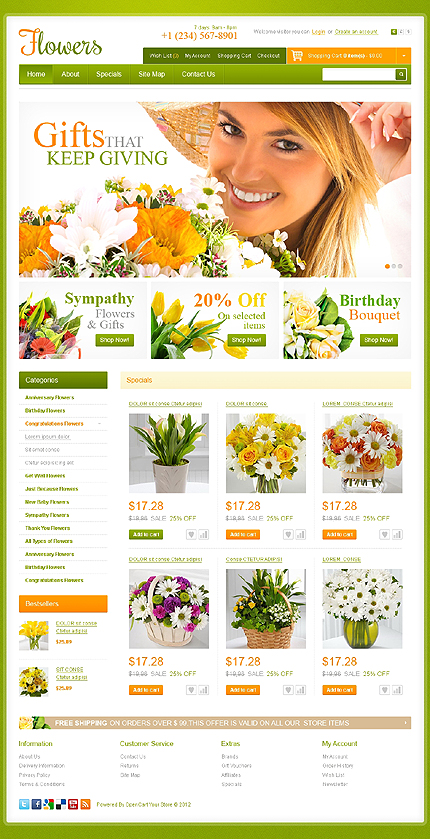 Flowers
7 days 9am - 8pm
+1 (234) 567-8901
Welcome visitor you can Login or Create an account.
Wish List (0) My Account Shopping Cart Checkout
Shopping Cart 0 item(s) - $0.00
Home About Specials Site Map Contact Us
Gifts THAT
KEEP GIVING
Sympathy
Flowers
& Gifts
Shop Now!
20% Off
On selected
items
Shop Now!
Birthday
Bouquet
Shop Now!
Categories
Anniversary Flowers
Birthday Flowers
Congratulations Flowers
Lorem ipsum dolor
Sit amet conse
Ctetur adipisicing elit
Get Well Flowers
Just Because Flowers
New Baby Flowers
Sympathy Flowers
Thank You Flowers
All Types of Flowers
Anniversary Flowers
Birthday Flowers
Congratulations Flowers
Bestsellers
DOLOR sit conse
Ctetur adipisi
$25.89
SIT CONSE
Ctetur adipisi
$25.89
Specials
DOLOR sit conse Ctetur adipisi
$17.28
$19.95 SALE 25% OFF
Add to cart
DOLOR sit conse
$17.28
$19.95 SALE 25% OFF
Add to cart
LOREM CONSE Ctetur adipisi
$17.28
$19.95 SALE 25% OFF
Add to cart
DOLOR sit conse Ctetur adipisi
$17.28
$19.95 SALE 25% OFF
Add to cart
Conse CTETUR ADIPISI
$17.28
$19.95 SALE 25% OFF
Add to cart
LOREM CONSE
$17.28
$19.95 SALE 25% OFF
Add to cart
FREE SHIPPING ON ORDERS OVER $ 99.THIS OFFER IS VALID ON ALL OUR STORE ITEMS
Information
About Us
Delivery Information
Privacy Policy
Terms & Conditions
Customer Service
Contact Us
Returns
Site Map
Extras
Brands
Gift Vouchers
Affiliates
Specials
My Account
My Account
Order History
Wish List
Newsletter
Powered By OpenCart Your Store © 2012